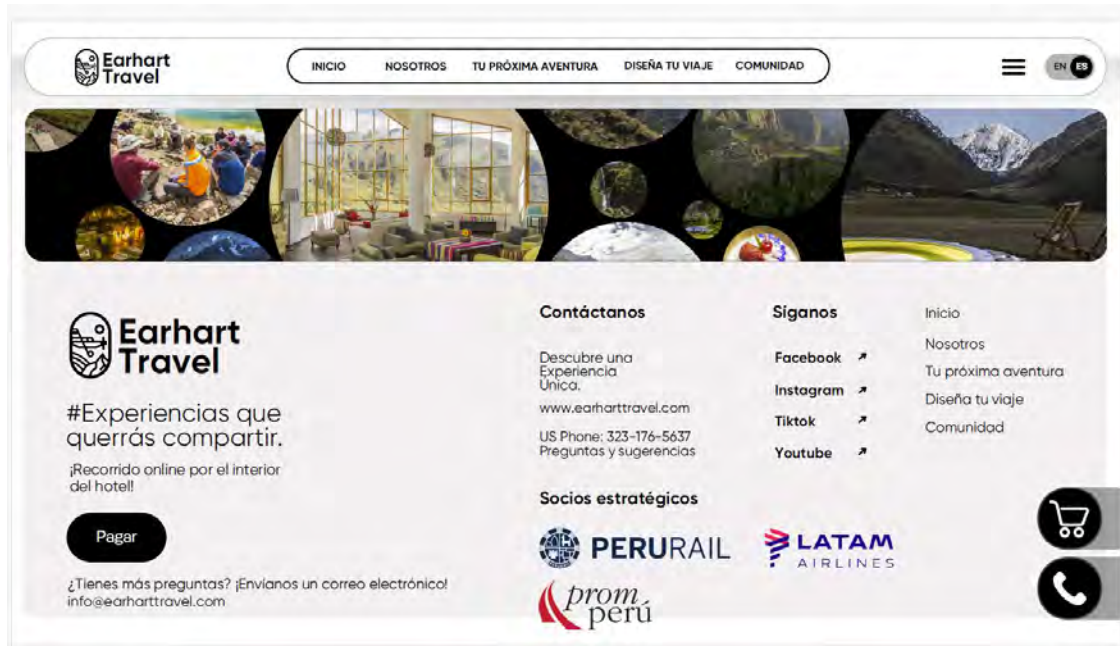 Earhart
Travel
INICIO
NOSOTROS
TU PRÓXIMA AVENTURA
DISEÑA TU VIAJE
COMUNIDAD
EN
ES
Earhart
Travel
#Experiencias que
querrás compartir.
¡Recorrido online por el interior
del hotel!
Pagar
¿Tienes más preguntas? ¡Envíanos un correo electrónico!
info@earharttravel.com
Contáctanos
Descubre una
Experiencia
Única.
www.earharttravel.com
US Phone: 323-176-5637
Preguntas y sugerencias
Síganos
Facebook
Instagram
Tiktok
Youtube
Inicio
Nosotros
Tu próxima aventura
Diseña tu viaje
Comunidad
Socios estratégicos
PERURAIL
LATAM
AIRLINES
prom
perú